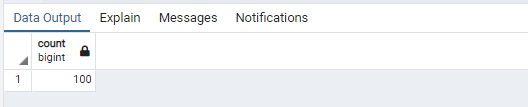 Data Output Explain Messages Notifications
count
bigint
1 100